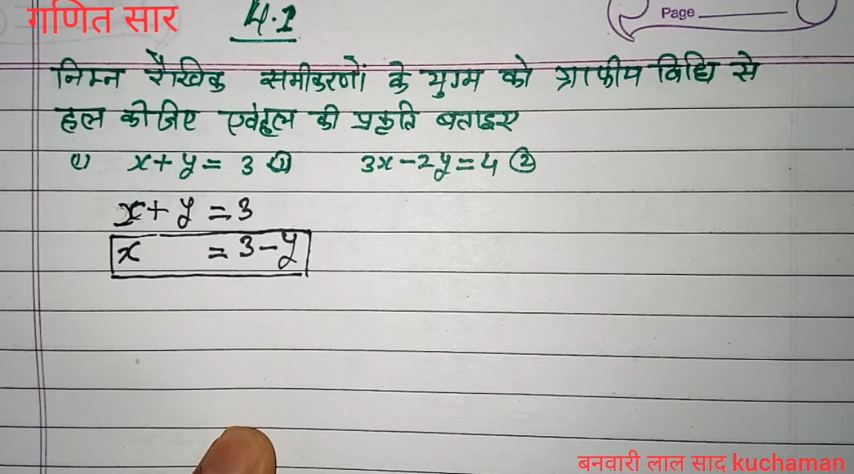 गणित सार
4.1
Page
निम्न रैखिक समीकरणों के युग्म को ग्राफीय विधि से
हल कीजिए एवं हल की प्रकृति बताइए
(i) x + y = 3 (1) 3x - 2y = 4 (2)
x + y = 3
x = 3 - y
बनवारी लाल साद kuchaman